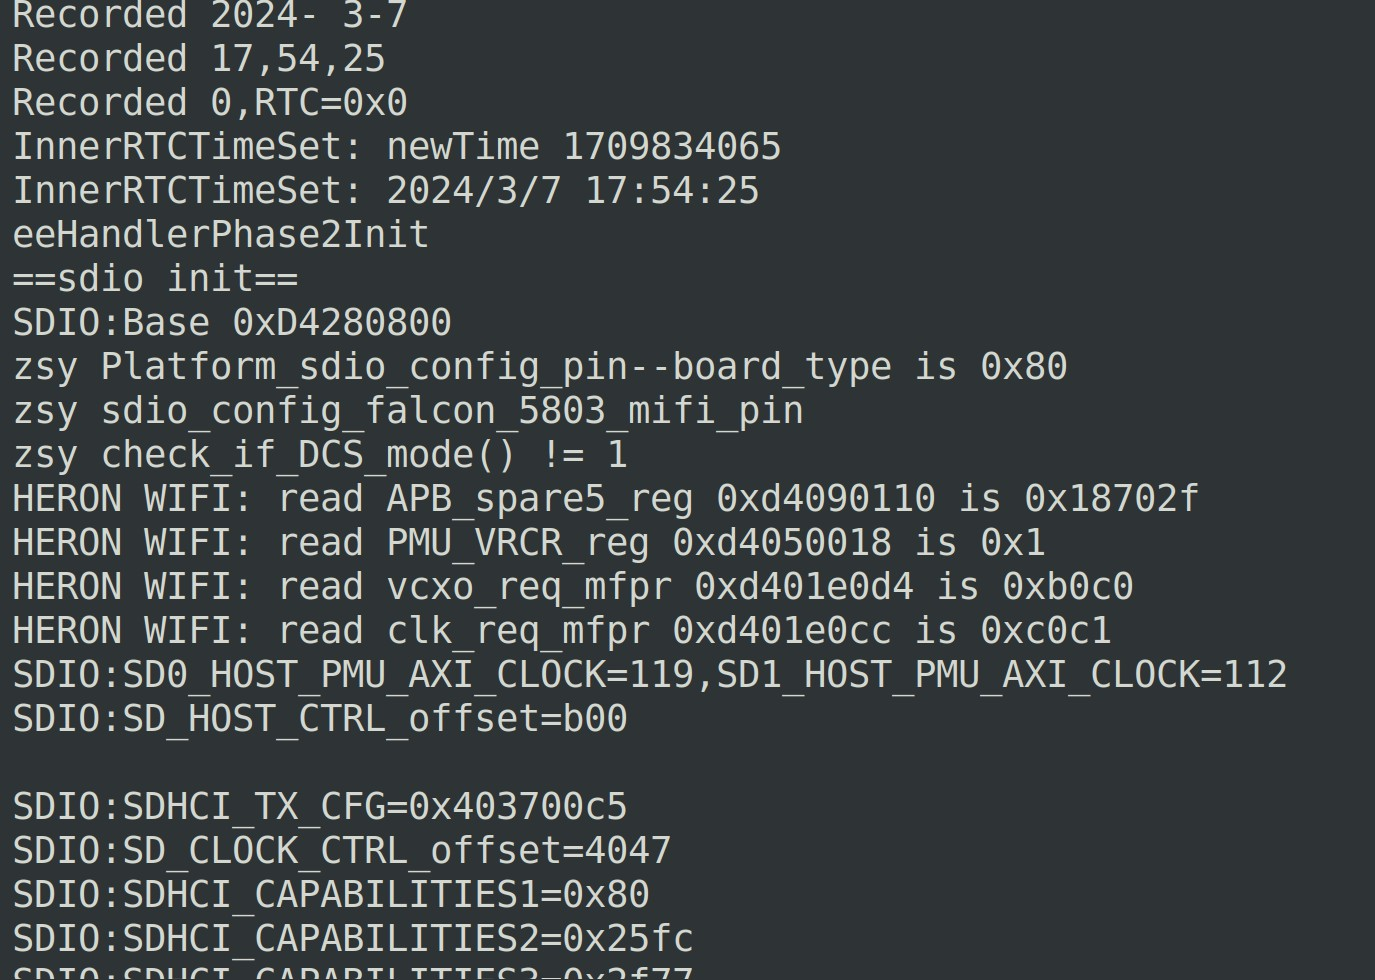 Recorded 2024- 3-7
Recorded 17,54,25
Recorded 0,RTC=0x0
InnerRTCTimeSet: newTime 1709834065
InnerRTCTimeSet: 2024/3/7 17:54:25
eeHandlerPhase2Init
==sdio init==
SDIO:Base 0xD4280800
zsy Platform_sdio_config_pin--board_type is 0x80
zsy sdio_config_falcon_5803_mifi_pin
zsy check_if_DCS_mode() != 1
HERON WIFI: read APB_spare5_reg 0xd4090110 is 0x18702f
HERON WIFI: read PMU_VRCR_reg 0xd4050018 is 0x1
HERON WIFI: read vcxo_req_mfpr 0xd401e0d4 is 0xb0c0
HERON WIFI: read clk_req_mfpr 0xd401e0cc is 0xc0c1
SDIO:SD0_HOST_PMU_AXI_CLOCK=119,SD1_HOST_PMU_AXI_CLOCK=112
SDIO:SD_HOST_CTRL_offset=b00
SDIO:SDHCI_TX_CFG=0x403700c5
SDIO:SD_CLOCK_CTRL_offset=4047
SDIO:SDHCI_CAPABILITIES1=0x80
SDIO:SDHCI_CAPABILITIES2=0x25fc
SDIO:SDHCI_CAPABILITIES3=0x2f77